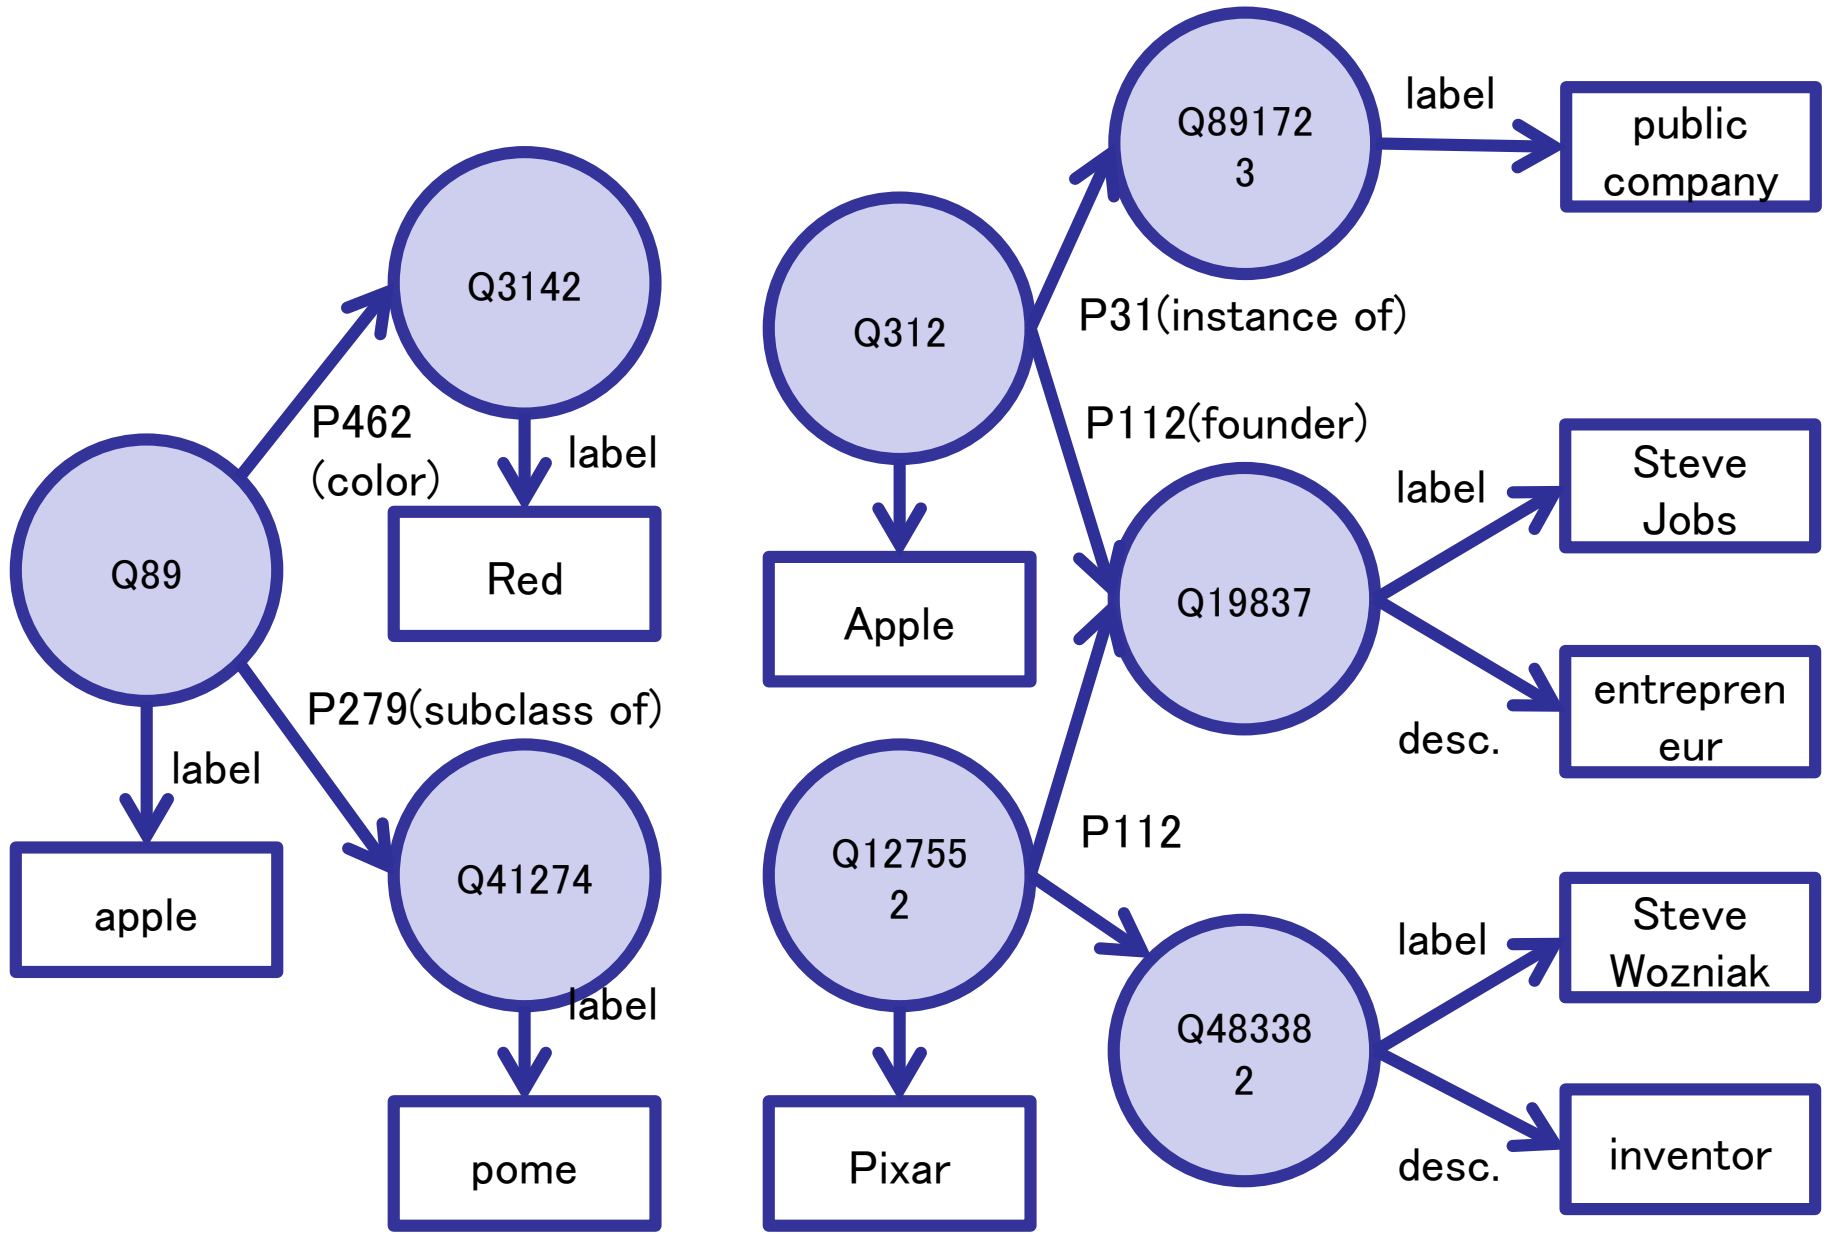 Q89
P462
(color)
Q3142
label
Red
P279(subclass of)
label
apple
Q41274
label
pome
Q312
Apple
P31(instance of)
Q89172
3
label
public
company
P112(founder)
Q19837
label
Steve
Jobs
desc.
entrepren
eur
Q12755
2
Pixar
P112
Q48338
2
label
Steve
Wozniak
desc.
inventor